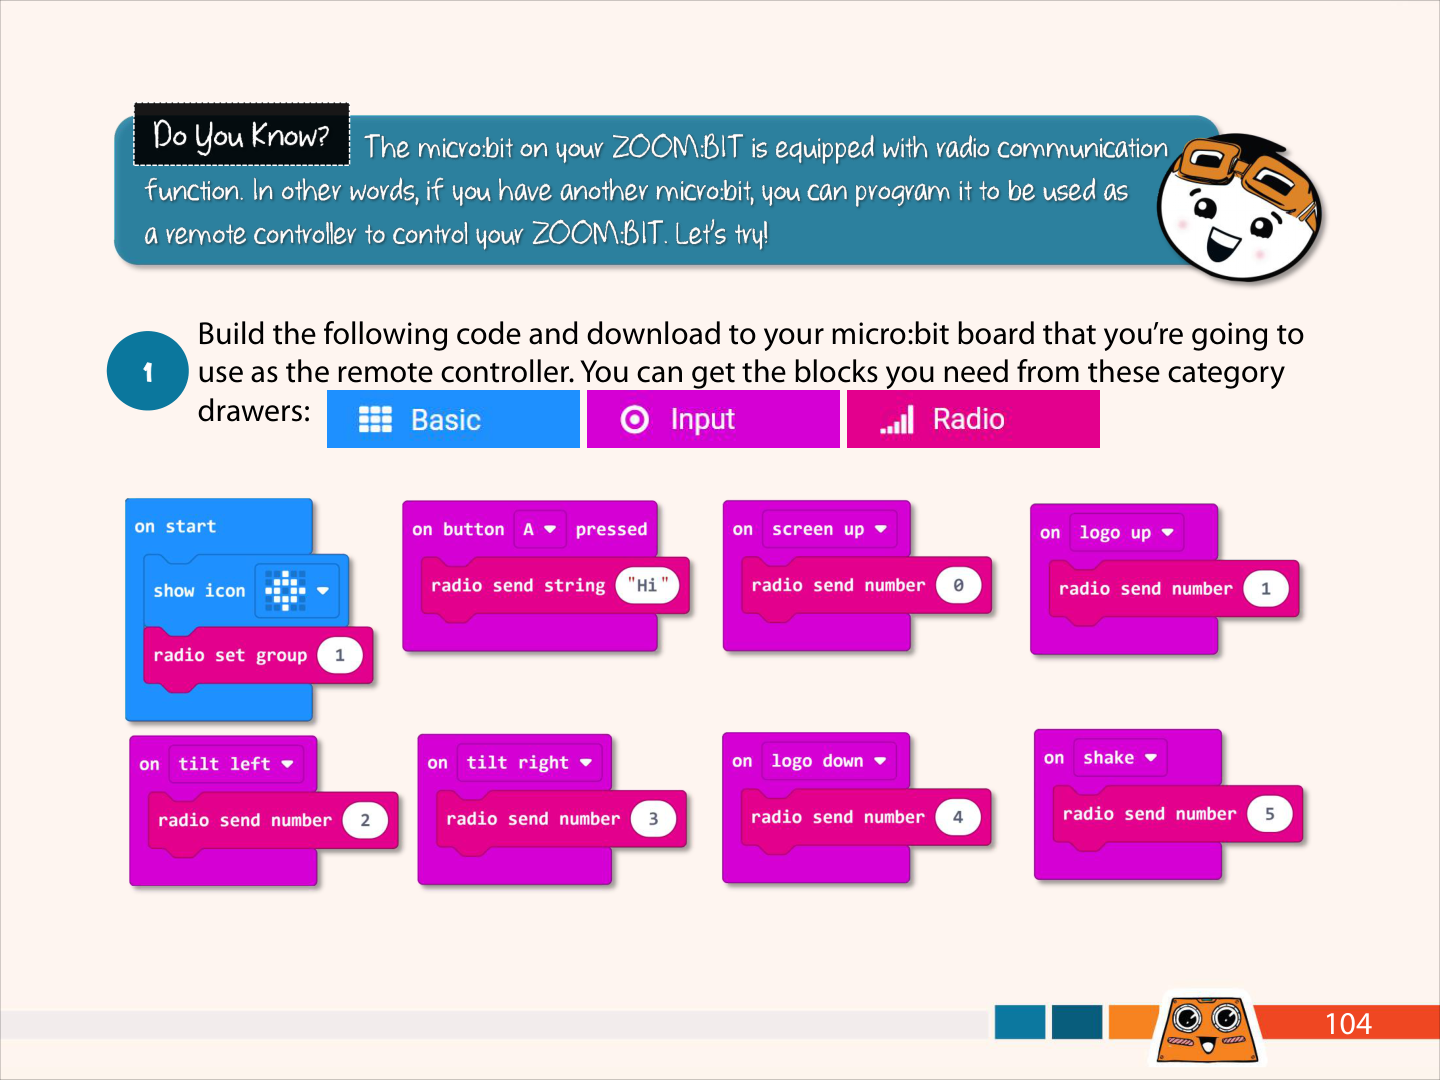 Do You Know?
The micro:bit on your ZOOM:BIT is equipped with radio communication
function. In other words, if you have another micro:bit, you can program it to be used as
a remote controller to control your ZOOM:BIT. Let's try!
1
Build the following code and download to your micro:bit board that you're going to
use as the remote controller. You can get the blocks you need from these category
drawers:
Basic
Input
Radio
on start
show icon
radio set group 1
on button A pressed
radio send string "Hi"
on screen up
radio send number 0
on logo up
radio send number 1
on tilt left
radio send number 2
on tilt right
radio send number 3
on logo down
radio send number 4
on shake
radio send number 5
104